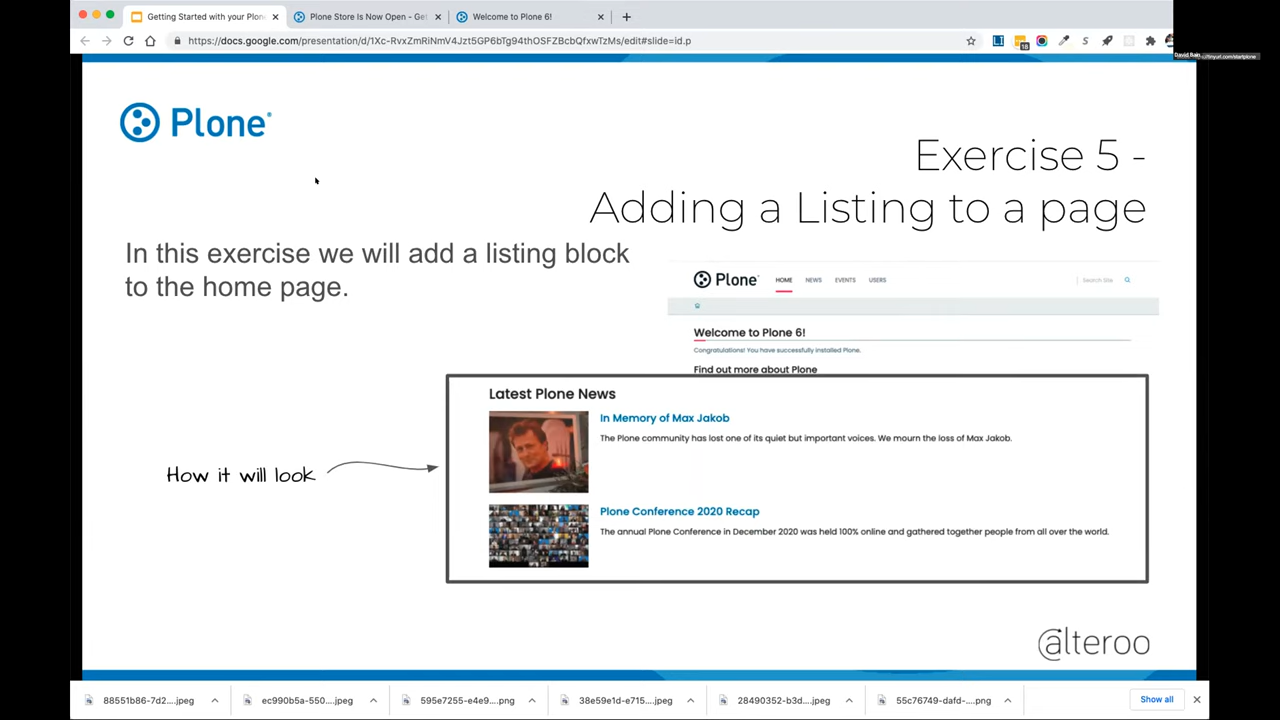 Getting Started with your Plone
Plone Store Is Now Open - Get
Welcome to Plone 6!
https://docs.google.com/presentation/d/1Xc-RvxZmRiNmV4Jzt5GP6bTg94thOSFZBcbQfxwTzMs/edit#slide=id.p
18
David Bain
Plone®
Exercise 5 -
Adding a Listing to a page
In this exercise we will add a listing block
to the home page.
Plone
HOME
NEWS
EVENTS
USERS
Search Site
Welcome to Plone 6!
Congratulations! You have successfully installed Plone.
Find out more about Plone
Latest Plone News
In Memory of Max Jakob
The Plone community has lost one of its quiet but important voices. We mourn the loss of Max Jakob.
How it will look
Plone Conference 2020 Recap
The annual Plone Conference in December 2020 was held 100% online and gathered together people from all over the world.
@lteroo
88551b86-7d2....jpeg
ec990b5a-550....jpeg
595e7255-e4e9....png
38e59e1d-e715....jpeg
28490352-b3d....jpeg
55c76749-dafd-....png
Show all